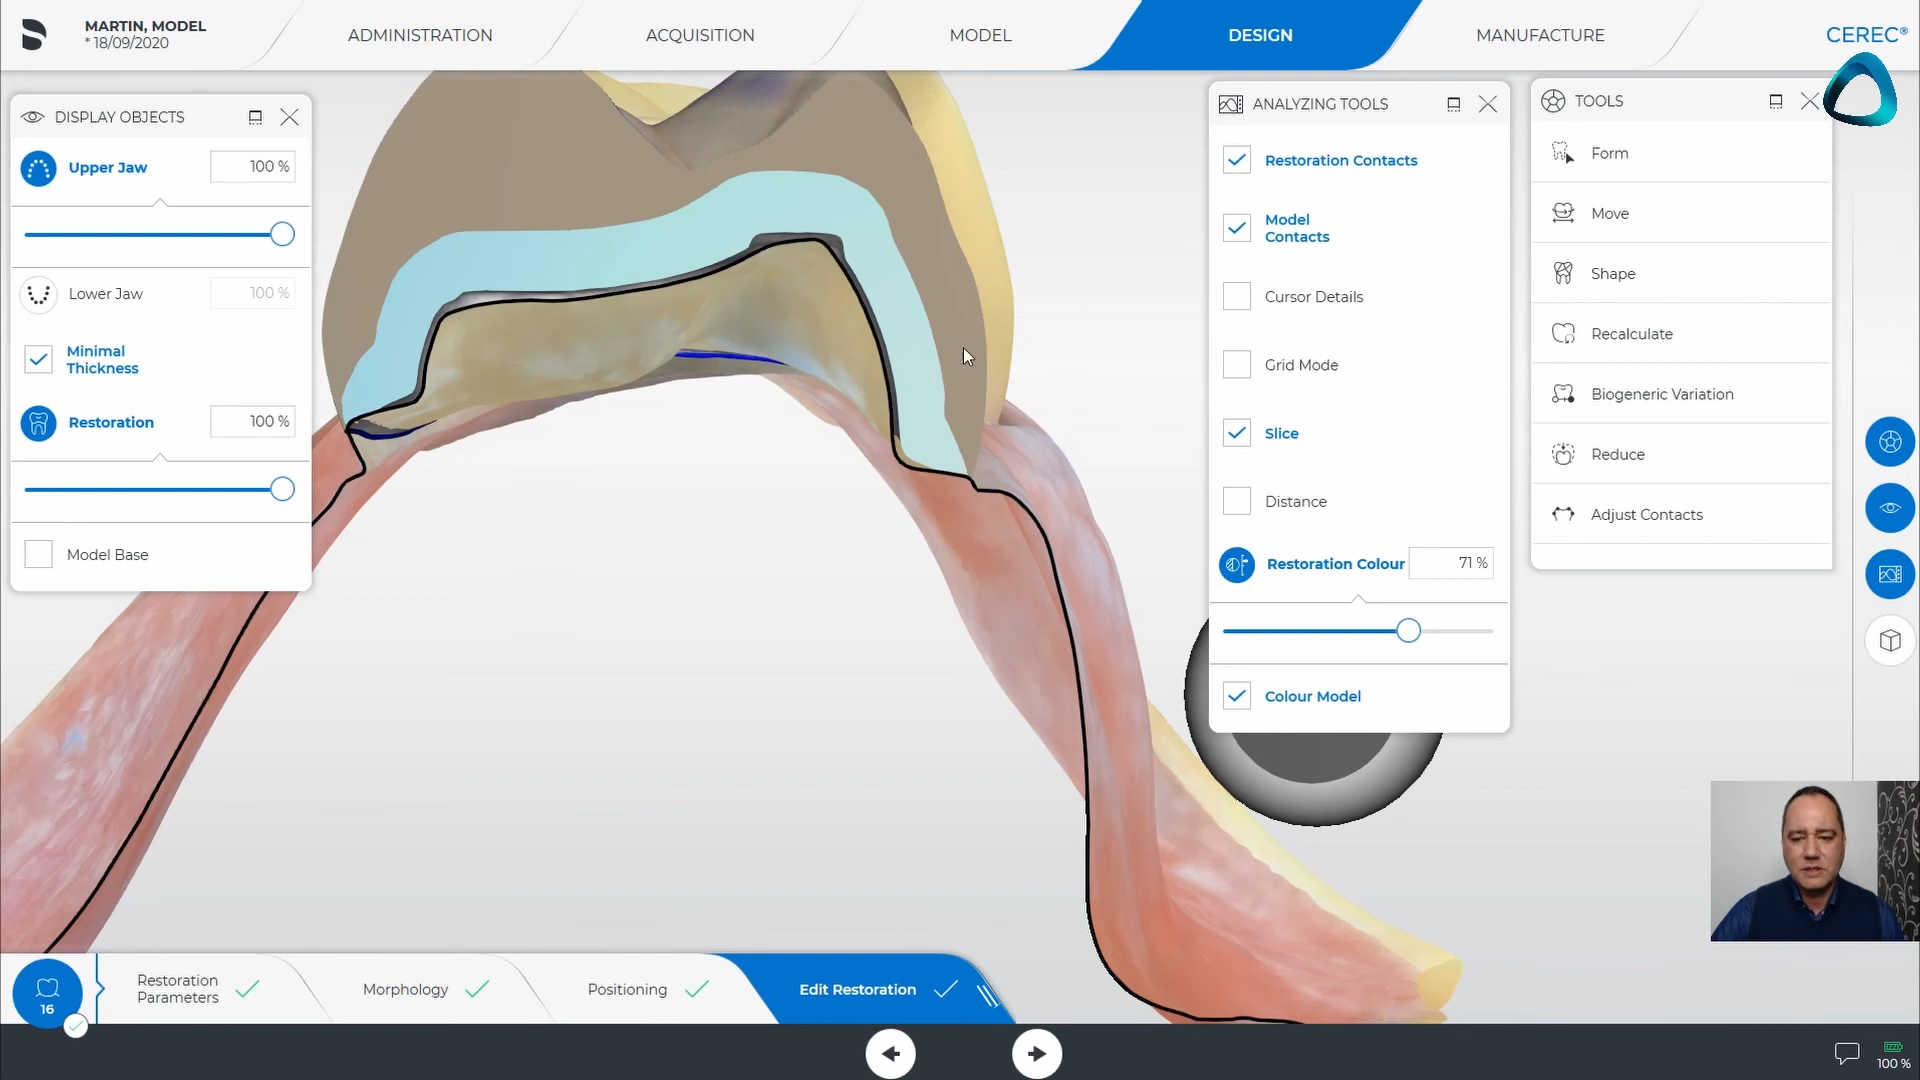 MARTIN, MODEL
* 18/09/2020
ADMINISTRATION
ACQUISITION
MODEL
DESIGN
MANUFACTURE
CEREC®
DISPLAY OBJECTS
Upper Jaw
100 %
Lower Jaw
100 %
Minimal
Thickness
Restoration
100 %
Model Base
ANALYZING TOOLS
Restoration Contacts
Model
Contacts
Cursor Details
Grid Mode
Slice
Distance
Restoration Colour
71 %
Colour Model
TOOLS
Form
Move
Shape
Recalculate
Biogeneric Variation
Reduce
Adjust Contacts
16
Restoration
Parameters
Morphology
Positioning
Edit Restoration
100 %